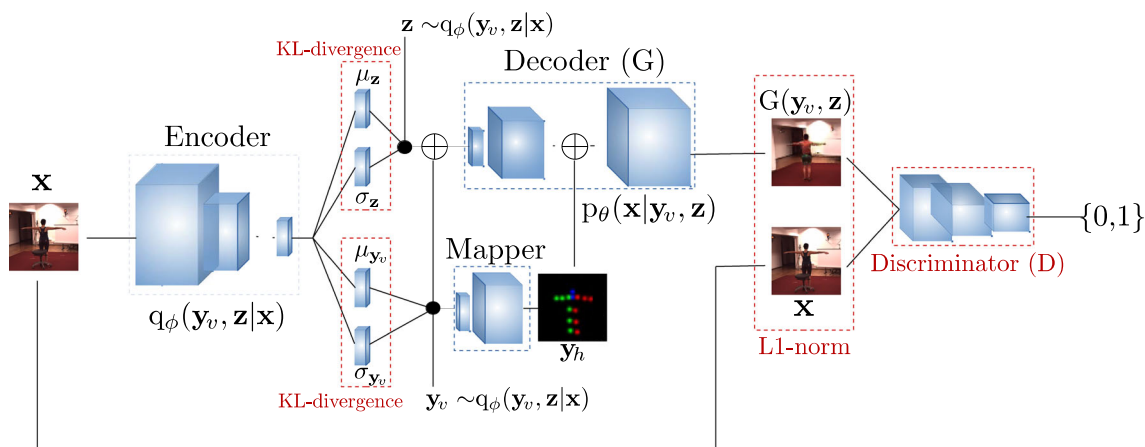 z ∼q_ϕ(y_v, z|x)
KL-divergence
Decoder (G)
μ_z
G(y_v, z)
Encoder
x
σ_z
p_θ(x|y_v, z)
{0,1}
μ_{y_v}
Mapper
Discriminator (D)
q_ϕ(y_v, z|x)
x
σ_{y_v}
y_h
L1-norm
KL-divergence
y_v ∼q_ϕ(y_v, z|x)